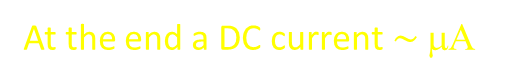 At the end a DC current ~ μA